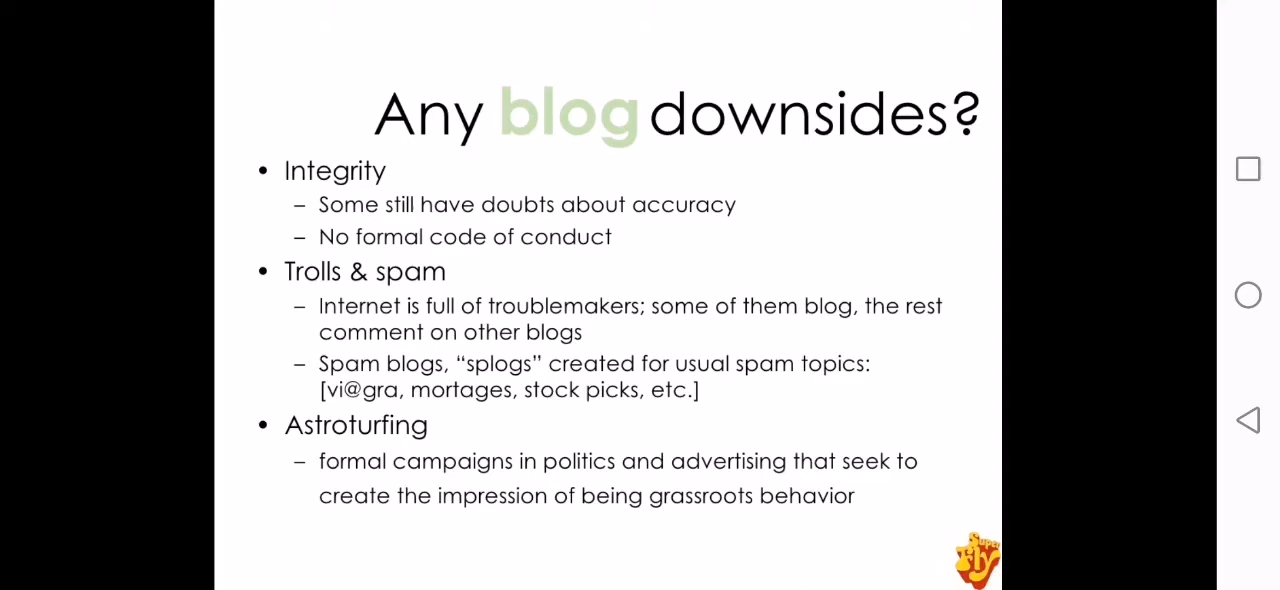 Any blog downsides?
• Integrity
– Some still have doubts about accuracy
– No formal code of conduct
• Trolls & spam
– Internet is full of troublemakers; some of them blog, the rest
comment on other blogs
– Spam blogs, “splogs” created for usual spam topics:
[vi@gra, mortages, stock picks, etc.]
• Astroturfing
– formal campaigns in politics and advertising that seek to
create the impression of being grassroots behavior
Super
Fly